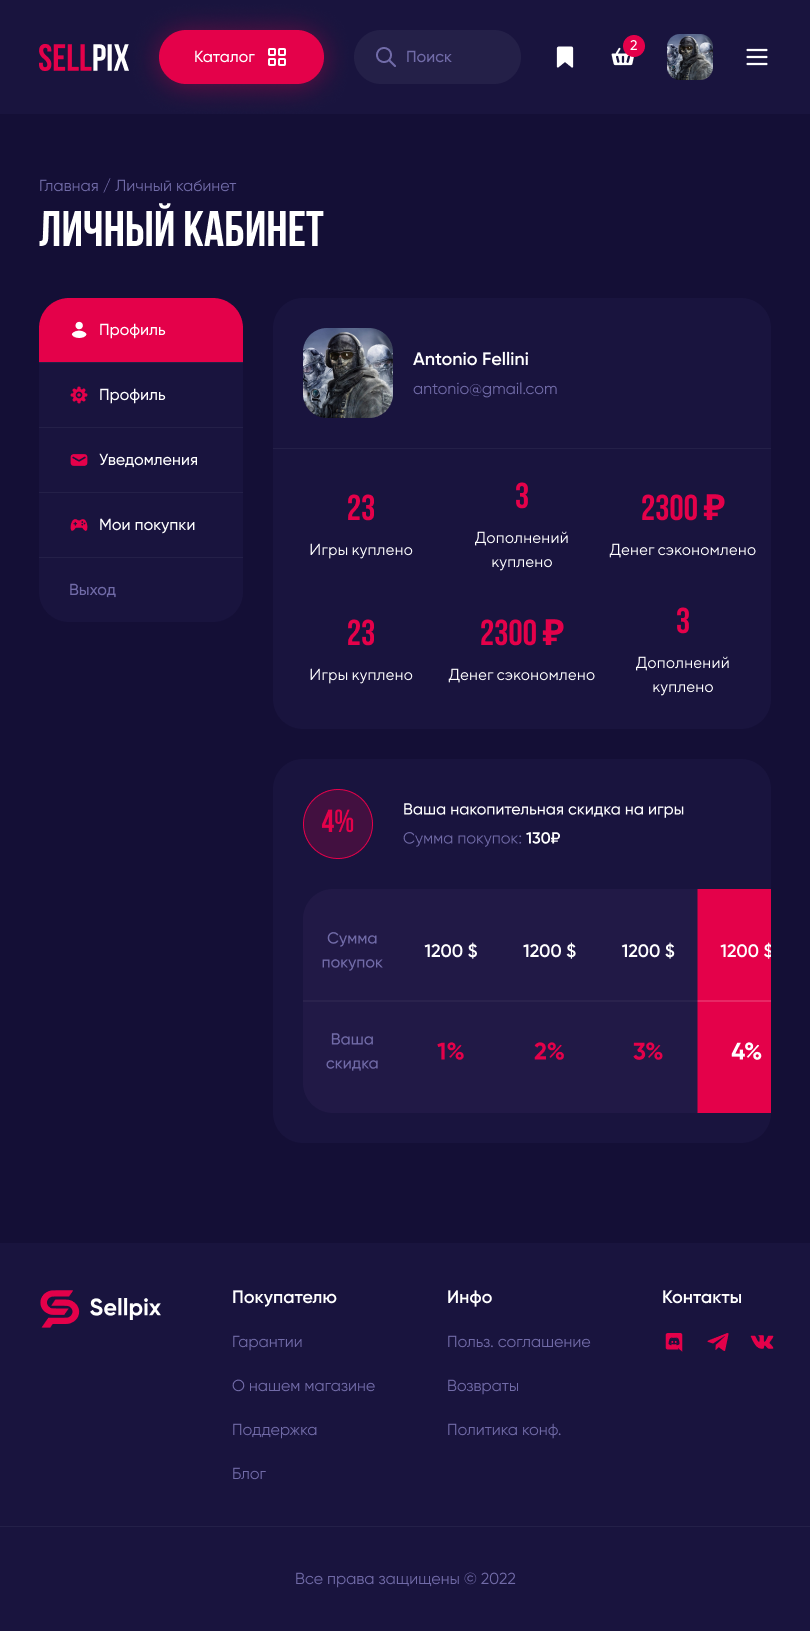 SELLPIX
Каталог
Поиск
2
Главная / Личный кабинет
ЛИЧНЫЙ КАБИНЕТ
Профиль
Профиль
Уведомления
Мои покупки
Выход
Antonio Fellini
antonio@gmail.com
23
Игры куплено
3
Дополнений
куплено
2300 ₽
Денег сэкономлено
23
Игры куплено
2300 ₽
Денег сэкономлено
3
Дополнений
куплено
4%
Ваша накопительная скидка на игры
Сумма покупок: 130₽
Сумма
покупок
1200 $
1200 $
1200 $
1200 $
Ваша
скидка
1%
2%
3%
4%
Sellpix
Покупателю
Гарантии
О нашем магазине
Поддержка
Блог
Инфо
Польз. соглашение
Возвраты
Политика конф.
Контакты
Все права защищены © 2022